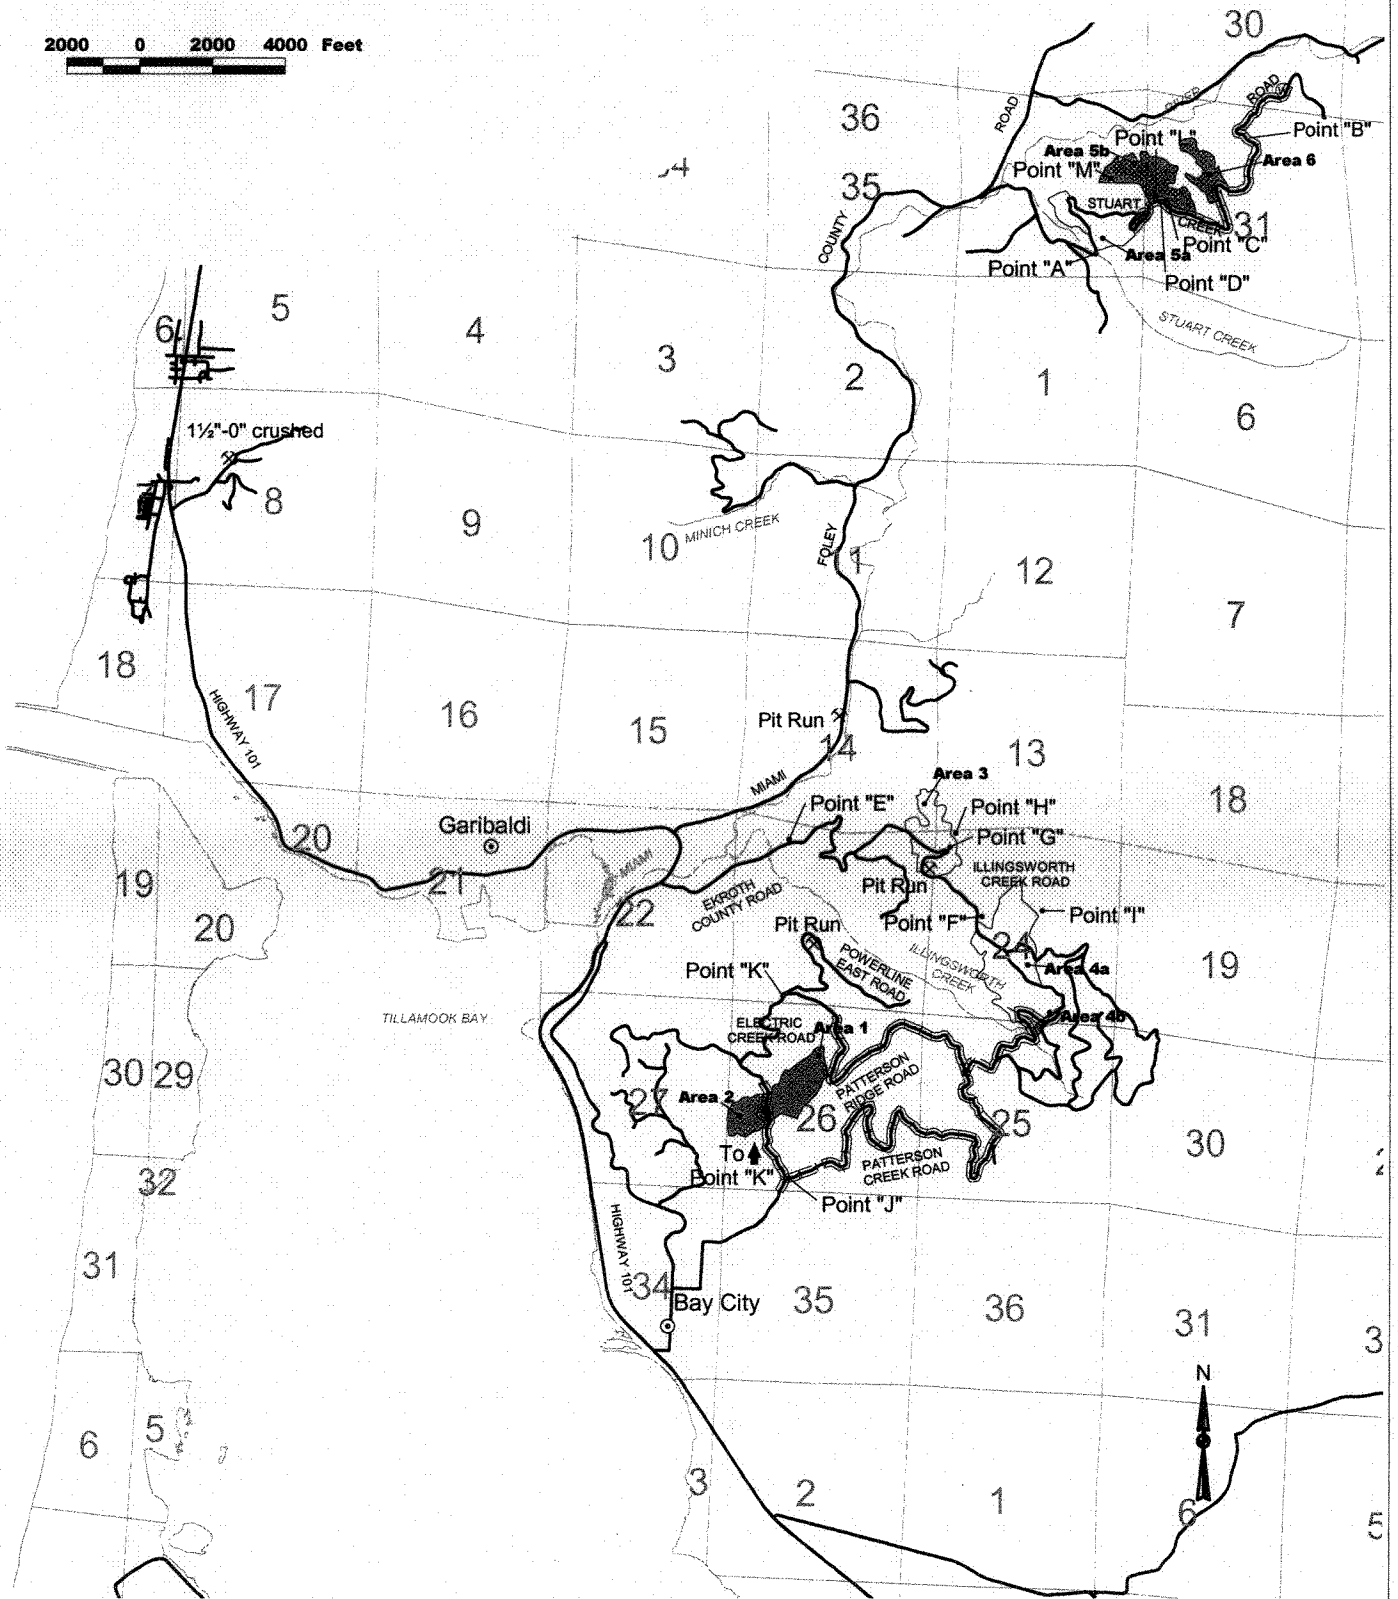 30
2000 0 2000 4000 Feet
36
ROAD
RIVER
ROAD
Point "B"
Point "L"
Area 5b
Area 6
Point "M"
35
STUART
CREEK
31
COUNTY
Point "C"
Area 5a
Point "A"
Point "D"
STUART CREEK
5
6
4
3
2
1
6
1½"-0" crushed
8
9
10
MINICH CREEK
FOLEY
12
7
18
17
HIGHWAY 101
16
15
Pit Run
14
13
MIAMI
Area 3
18
Point "E"
Point "H"
Garibaldi
20
Point "G"
ILLINGSWORTH
CREEK ROAD
MIAMI
19
21
Pit Run
EKROTH
COUNTY ROAD
22
20
Point "F"
Point "I"
Pit Run
24
ILLINGSWORTH
CREEK
POWERLINE
EAST ROAD
Point "K"
Area 4a
19
TILLAMOOK BAY
ELECTRIC
CREEK ROAD
Area 1
Area 4b
30 29
PATTERSON
RIDGE ROAD
27
Area 2
26
25
30
To
Point "K"
PATTERSON
CREEK ROAD
32
Point "J"
HIGHWAY 101
31
34
Bay City
35
36
31
3
N
6
5
3
2
1
6
5